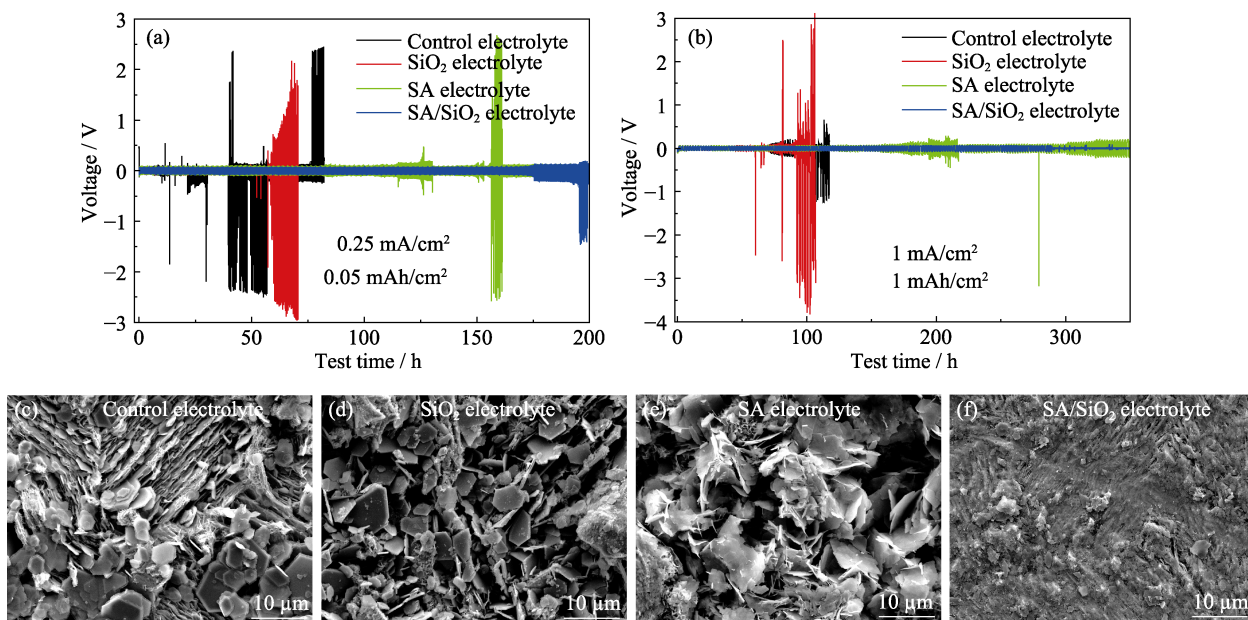 (a)
Control electrolyte
SiO₂ electrolyte
SA electrolyte
SA/SiO₂ electrolyte
3
2
1
0
−1
−2
−3
Voltage / V
0.25 mA/cm²
0.05 mAh/cm²
0
50
100
150
200
Test time / h
(b)
Control electrolyte
SiO₂ electrolyte
SA electrolyte
SA/SiO₂ electrolyte
3
2
1
0
−1
−2
−3
−4
Voltage / V
1 mA/cm²
1 mAh/cm²
0
100
200
300
Test time / h
(c) Control electrolyte
10 µm
(d) SiO₂ electrolyte
10 µm
(e) SA electrolyte
10 µm
(f) SA/SiO₂ electrolyte
10 µm